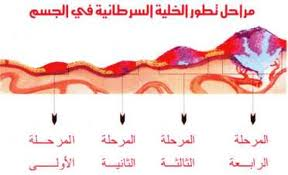 مراحل تطور الخلية السرطانية في الجسم
المرحلة الأولى
المرحلة الثانية
المرحلة الثالثة
المرحلة الرابعة